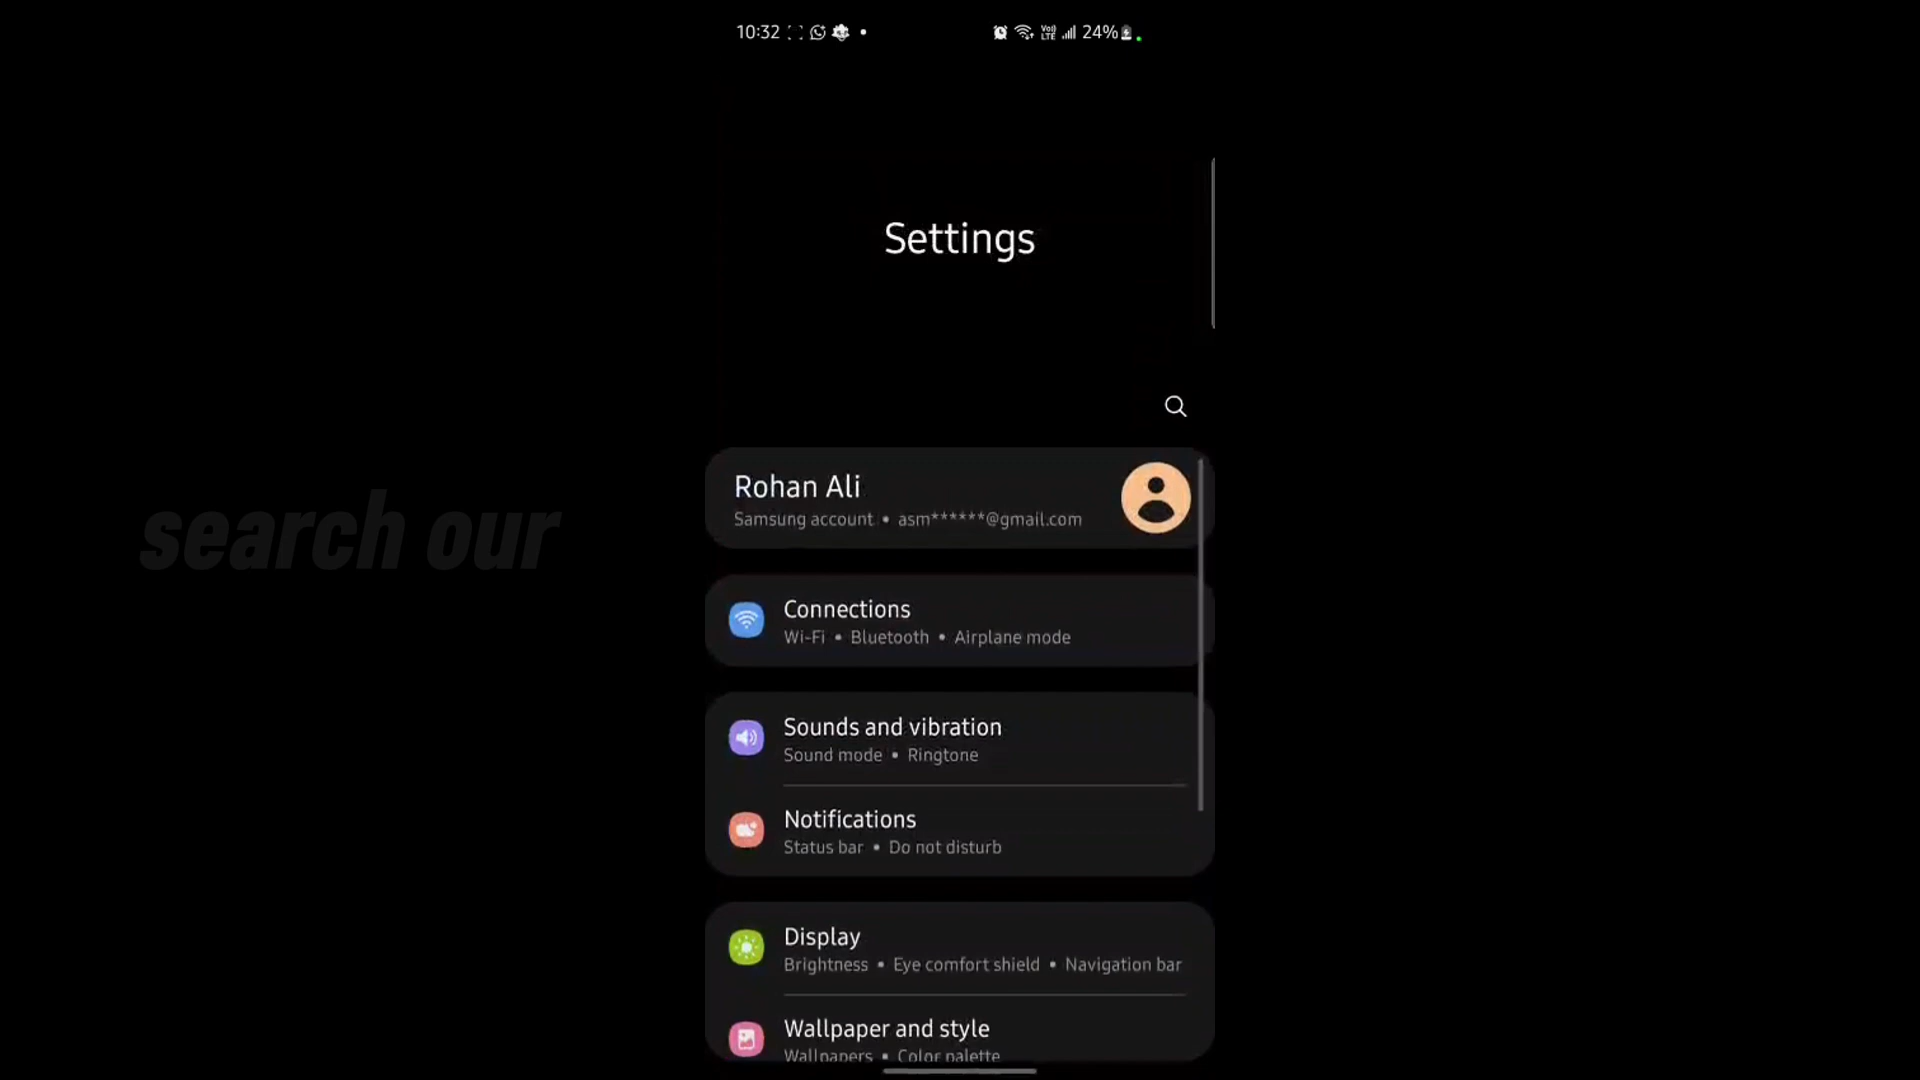 10:32 Vo) LTE 24%
Settings
Rohan Ali
Samsung account • asm******@gmail.com
search our
Connections
Wi-Fi • Bluetooth • Airplane mode
Sounds and vibration
Sound mode • Ringtone
Notifications
Status bar • Do not disturb
Display
Brightness • Eye comfort shield • Navigation bar
Wallpaper and style
Wallpapers • Color palette